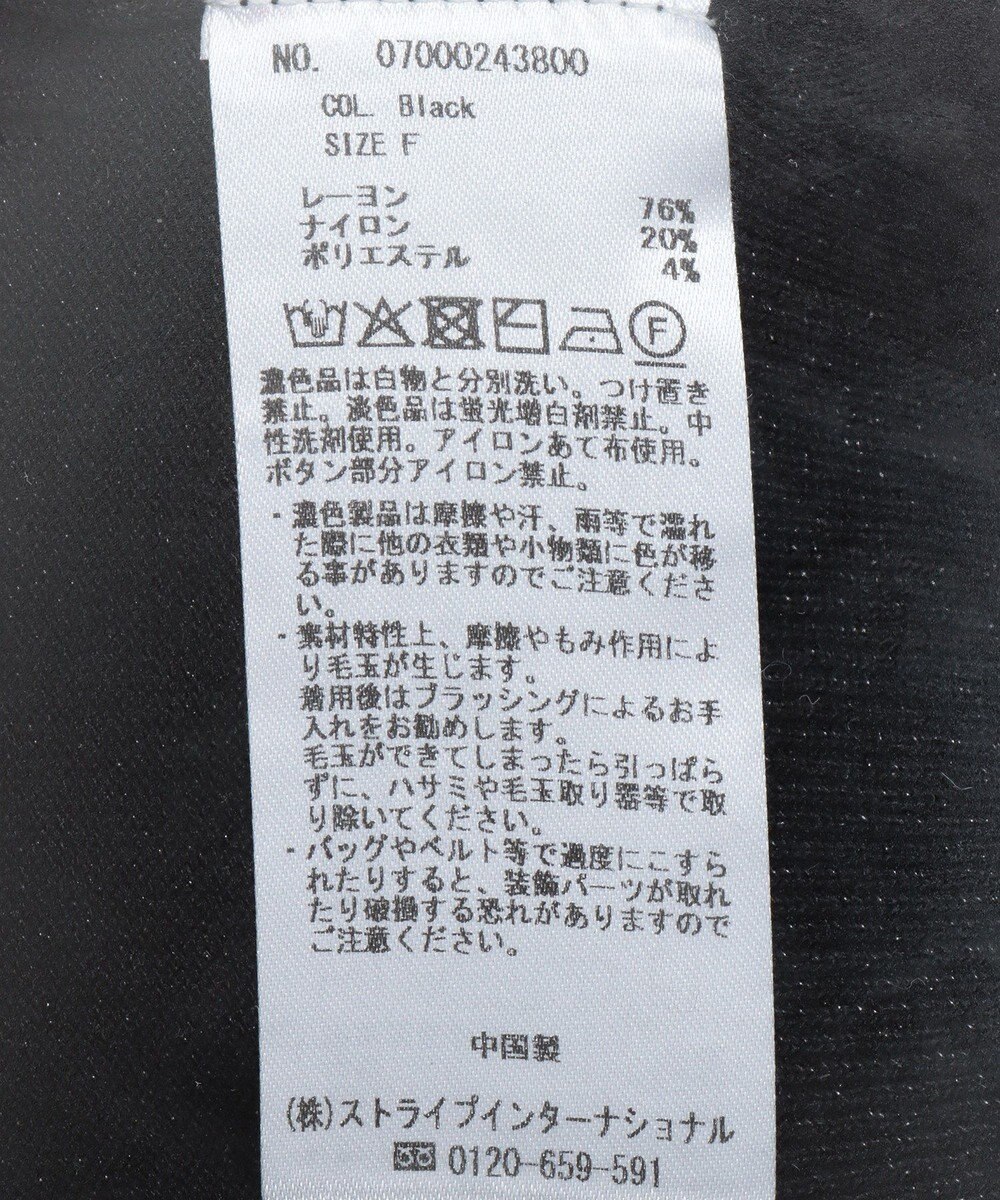 NO. 07000243800
COL. Black
SIZE F
レーヨン 76%
ナイロン 20%
ポリエステル 4%
F
濃色品は白物と分別洗い。つけ置き
禁止。淡色品は蛍光増白剤禁止。中
性洗剤使用。アイロンあて布使用。
ボタン部分アイロン禁止。
・濃色製品は摩擦や汗、雨等で濡れ
た際に他の衣類や小物類に色が移
る事がありますのでご注意くださ
い。
・素材特性上、摩擦やもみ作用によ
り毛玉が生じます。
着用後はブラッシングによるお手
入れをお勧めします。
毛玉ができてしまったら引っぱら
ずに、ハサミや毛玉取り器等で取
り除いてください。
・バッグやベルト等で過度にこすら
れたりすると、装飾パーツが取れ
たり破損する恐れがありますので
ご注意ください。
中国製
(株)ストライプインターナショナル
0120-659-591